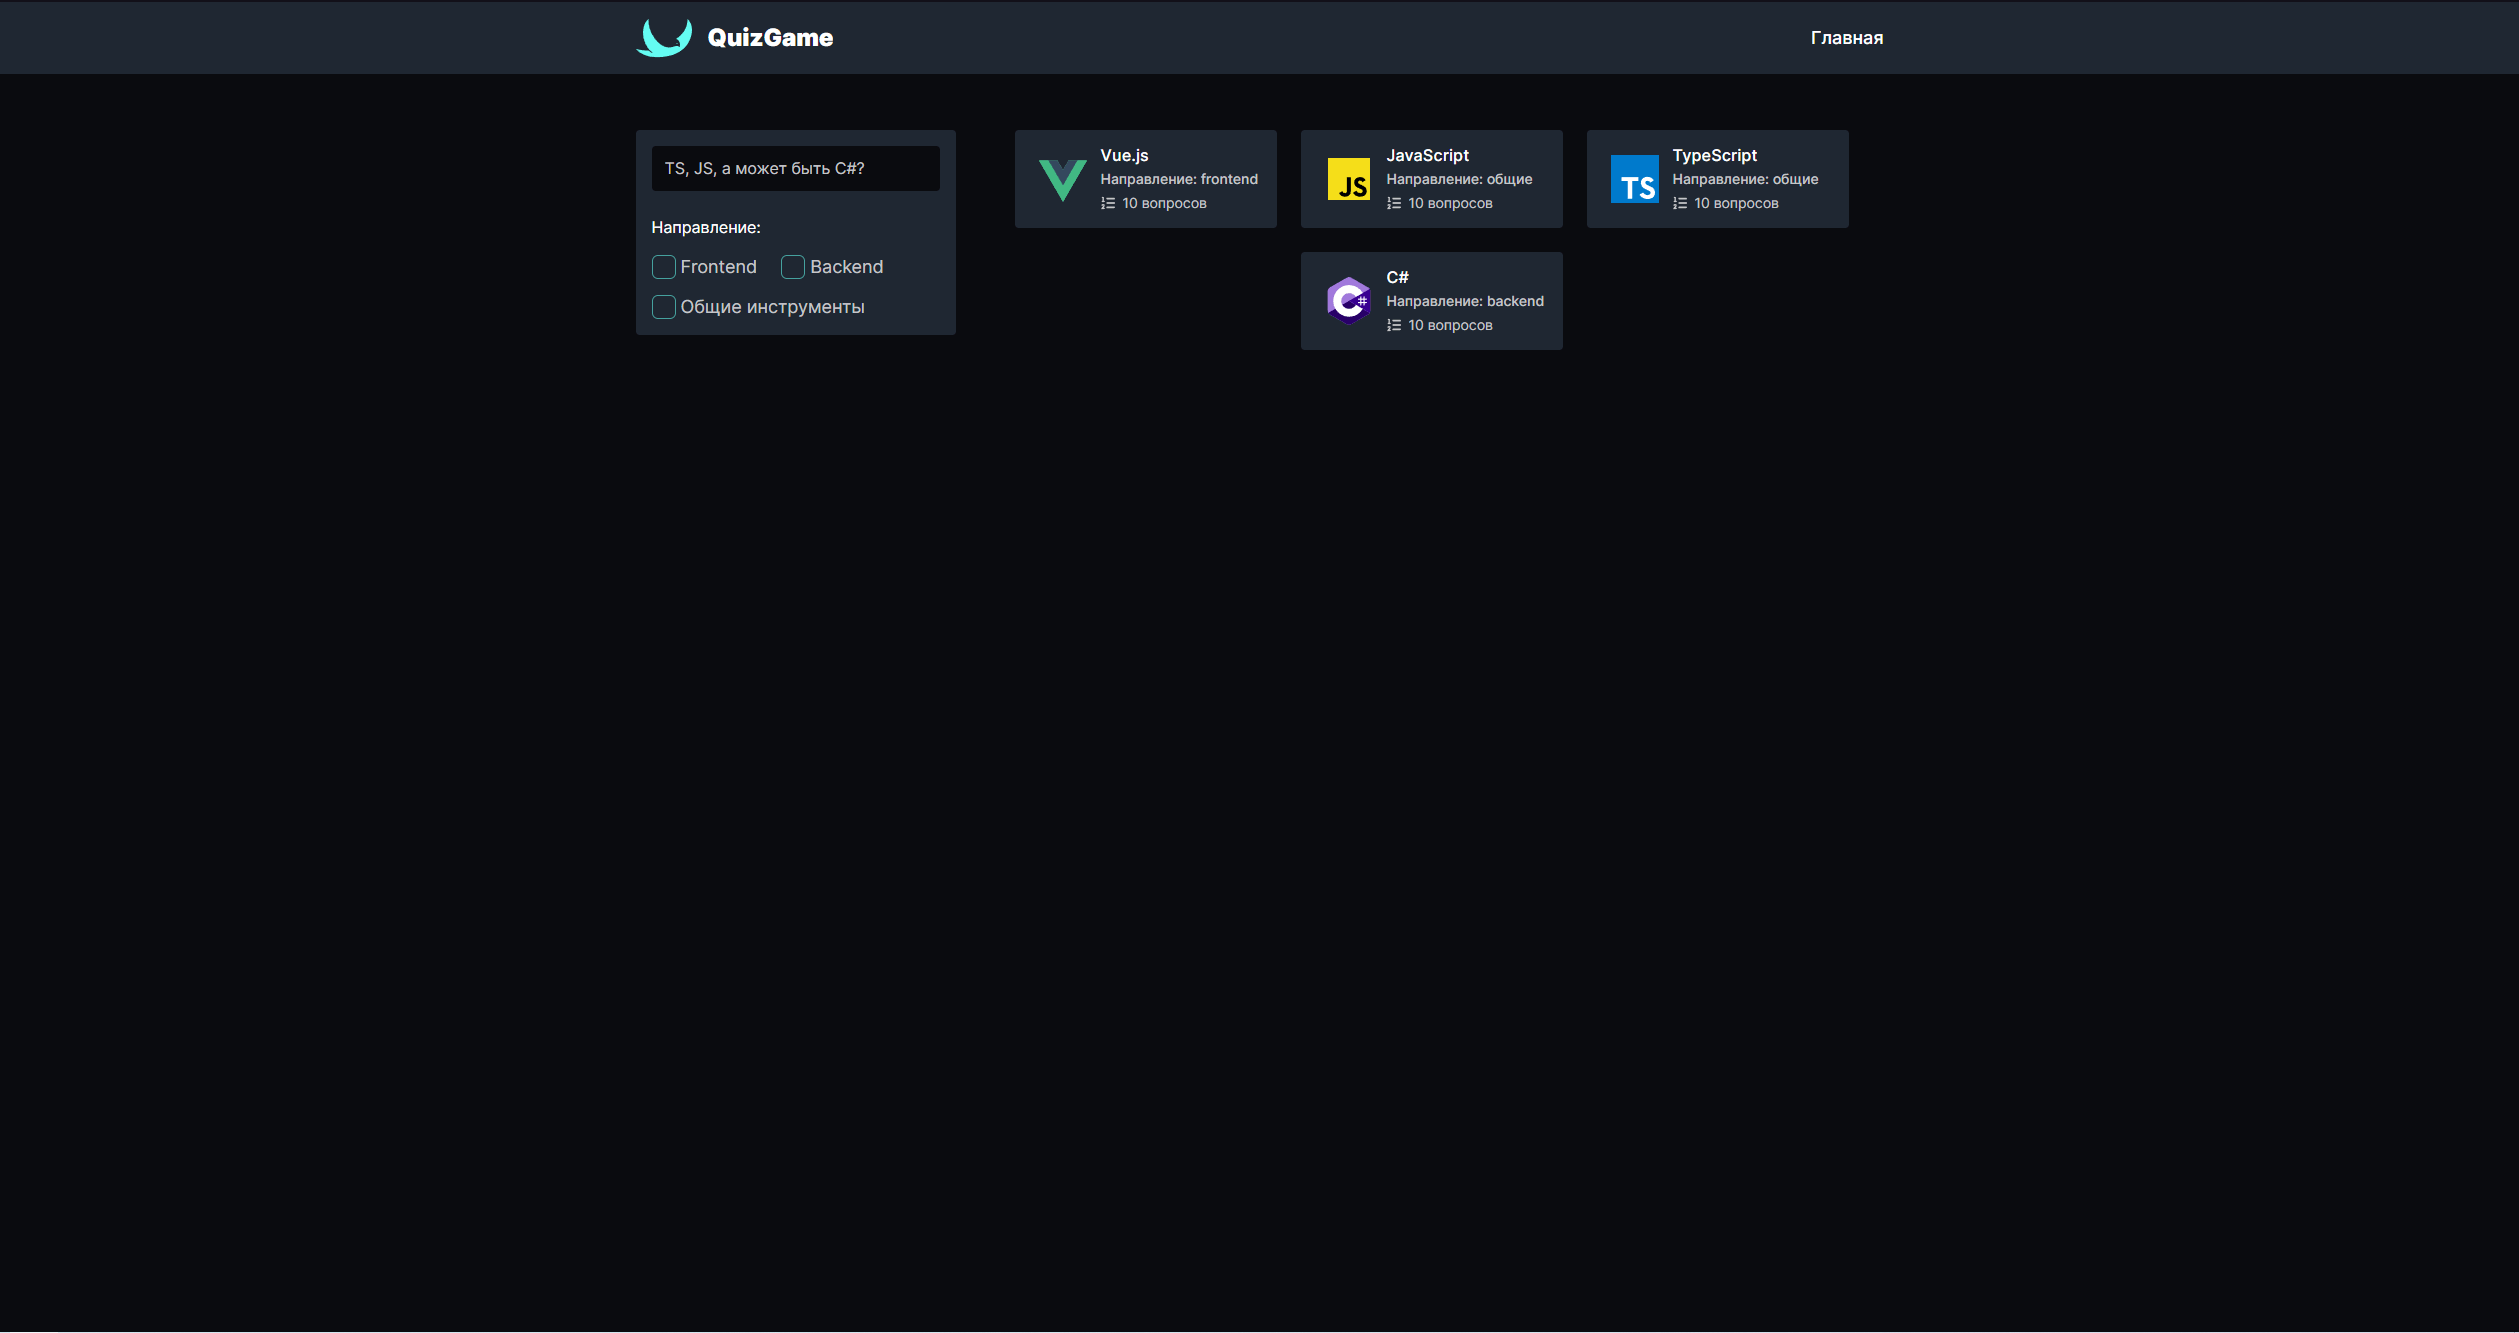 QuizGame
Главная
TS, JS, а может быть C#?
Направление:
Frontend
Backend
Общие инструменты
Vue.js
Направление: frontend
10 вопросов
JS
JavaScript
Направление: общие
10 вопросов
TS
TypeScript
Направление: общие
10 вопросов
C#
C#
Направление: backend
10 вопросов